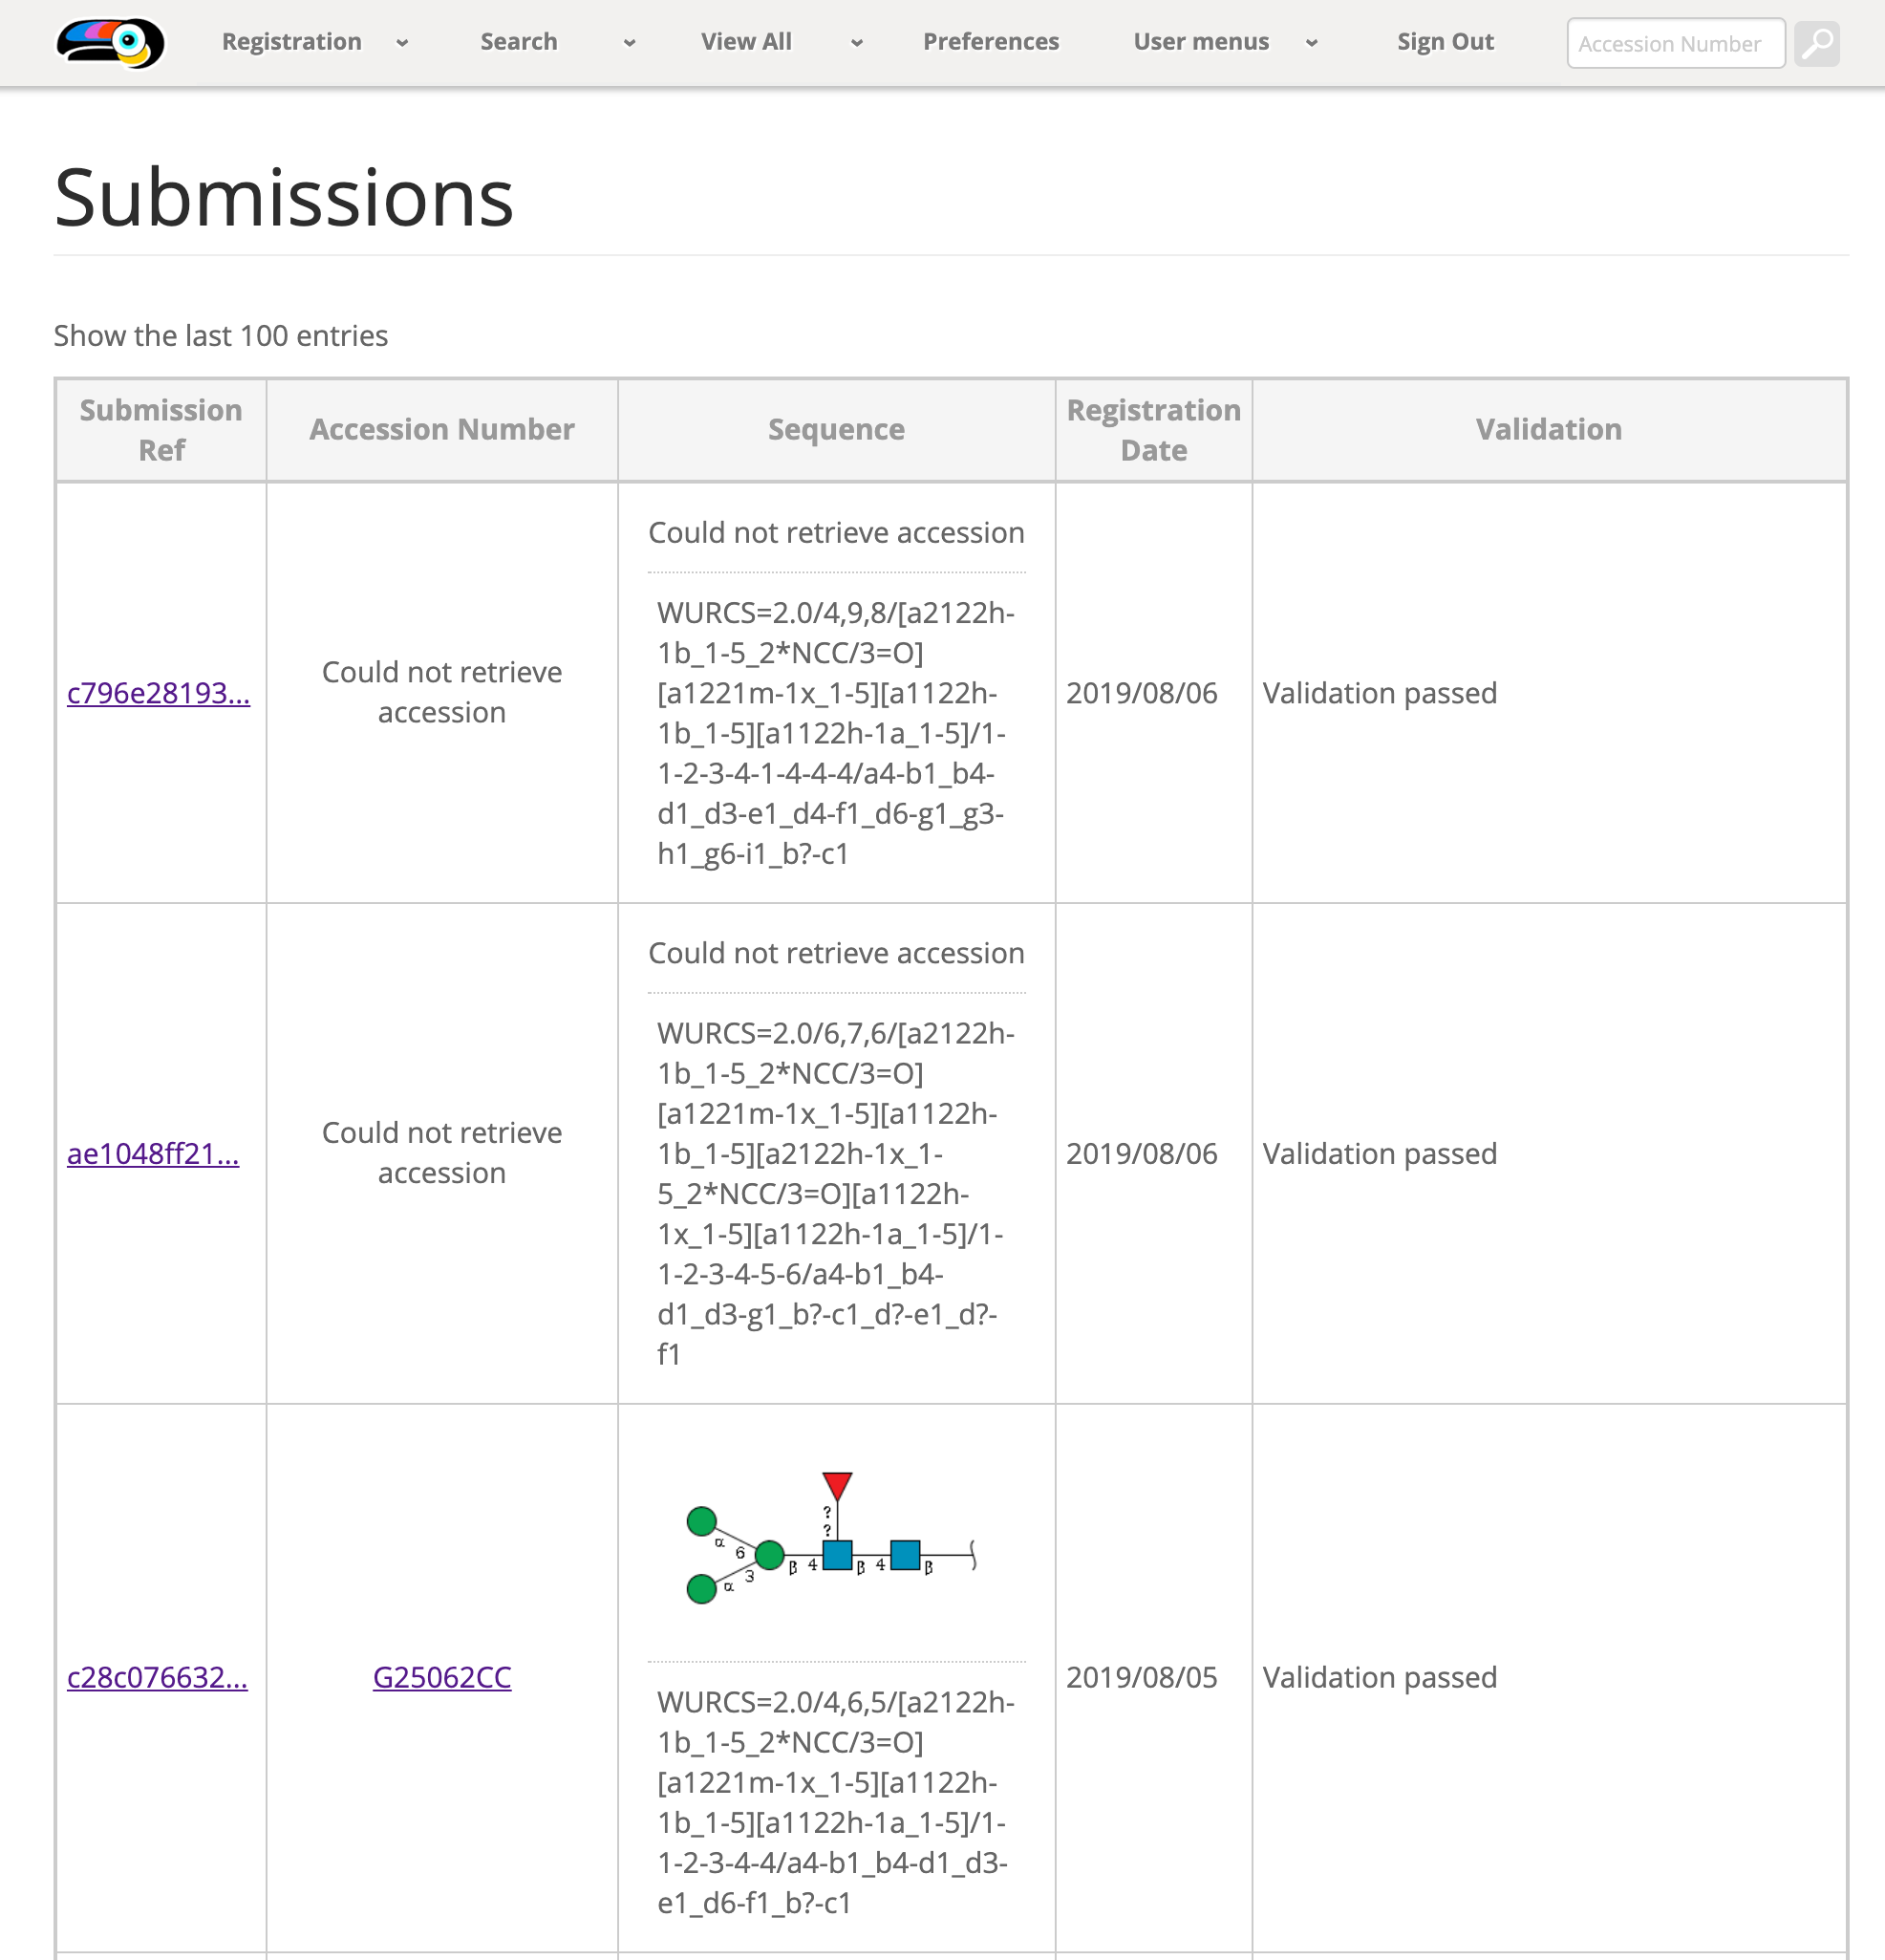 Registration
Search
View All
Preferences
User menus
Sign Out
Accession Number
Submissions
Show the last 100 entries
Submission
Ref
Accession Number
Sequence
Registration
Date
Validation
c796e28193...
Could not retrieve
accession
Could not retrieve accession
WURCS=2.0/4,9,8/[a2122h-
1b_1-5_2*NCC/3=O]
[a1221m-1x_1-5][a1122h-
1b_1-5][a1122h-1a_1-5]/1-
1-2-3-4-1-4-4-4/a4-b1_b4-
d1_d3-e1_d4-f1_d6-g1_g3-
h1_g6-i1_b?-c1
2019/08/06
Validation passed
ae1048ff21...
Could not retrieve
accession
Could not retrieve accession
WURCS=2.0/6,7,6/[a2122h-
1b_1-5_2*NCC/3=O]
[a1221m-1x_1-5][a1122h-
1b_1-5][a2122h-1x_1-
5_2*NCC/3=O][a1122h-
1x_1-5][a1122h-1a_1-5]/1-
1-2-3-4-5-6/a4-b1_b4-
d1_d3-g1_b?-c1_d?-e1_d?-
f1
2019/08/06
Validation passed
c28c076632...
G25062CC
?
?
α 6
β 4 β 4 β
α 3
WURCS=2.0/4,6,5/[a2122h-
1b_1-5_2*NCC/3=O]
[a1221m-1x_1-5][a1122h-
1b_1-5][a1122h-1a_1-5]/1-
1-2-3-4-4/a4-b1_b4-d1_d3-
e1_d6-f1_b?-c1
2019/08/05
Validation passed